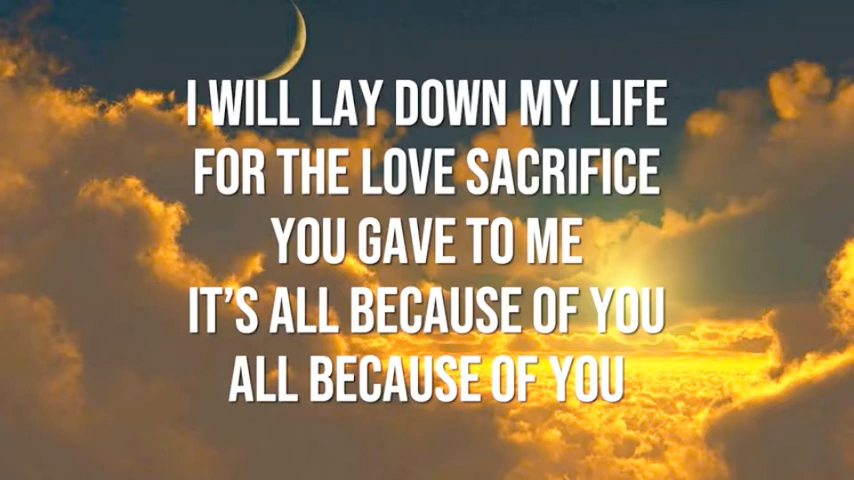 I WILL LAY DOWN MY LIFE
FOR THE LOVE SACRIFICE
YOU GAVE TO ME
IT’S ALL BECAUSE OF YOU
ALL BECAUSE OF YOU